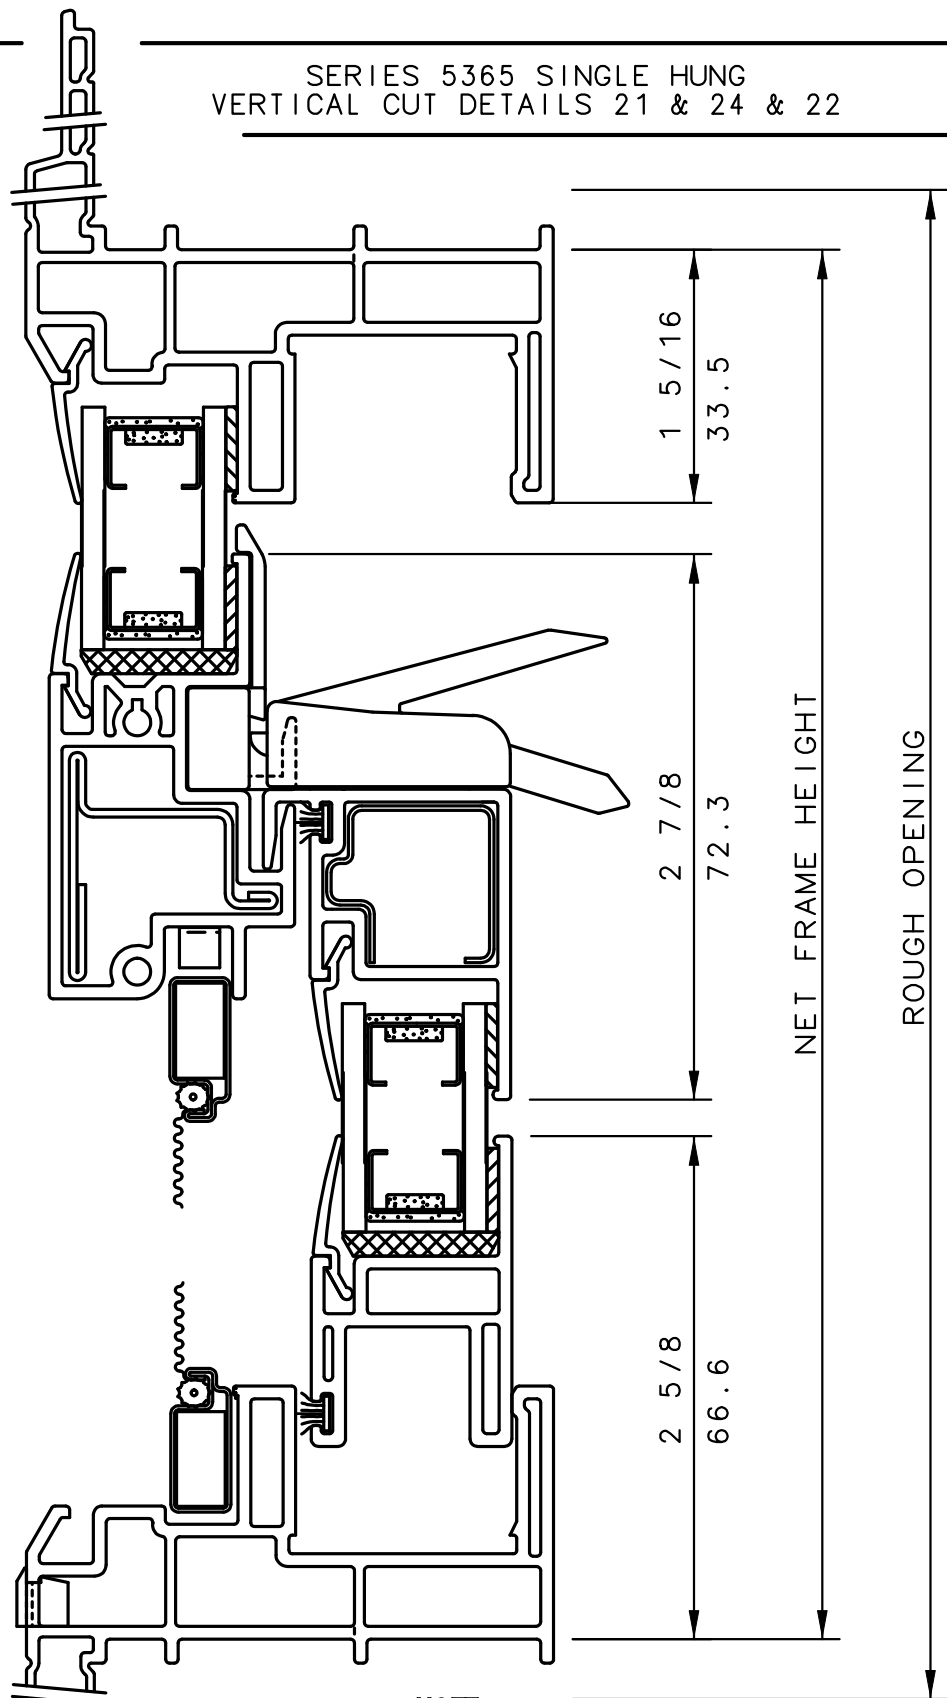 SERIES 5365 SINGLE HUNG
VERTICAL CUT DETAILS 21 & 24 & 22
1 5/16
33.5
2 7/8
72.3
NET FRAME HEIGHT
ROUGH OPENING
2 5/8
66.6